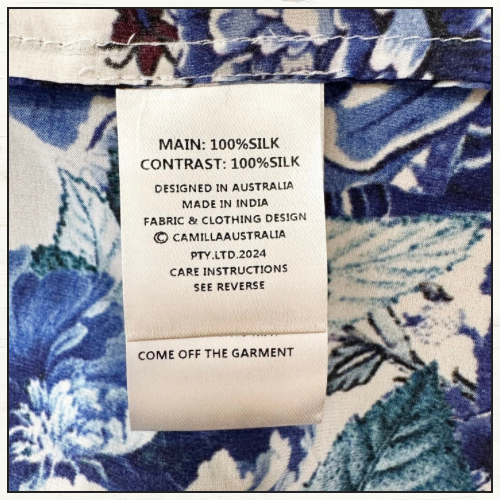 MAIN: 100%SILK
CONTRAST: 100%SILK
DESIGNED IN AUSTRALIA
MADE IN INDIA
FABRIC & CLOTHING DESIGN
© CAMILLAAUSTRALIA
PTY.LTD.2024
CARE INSTRUCTIONS
SEE REVERSE
COME OFF THE GARMENT